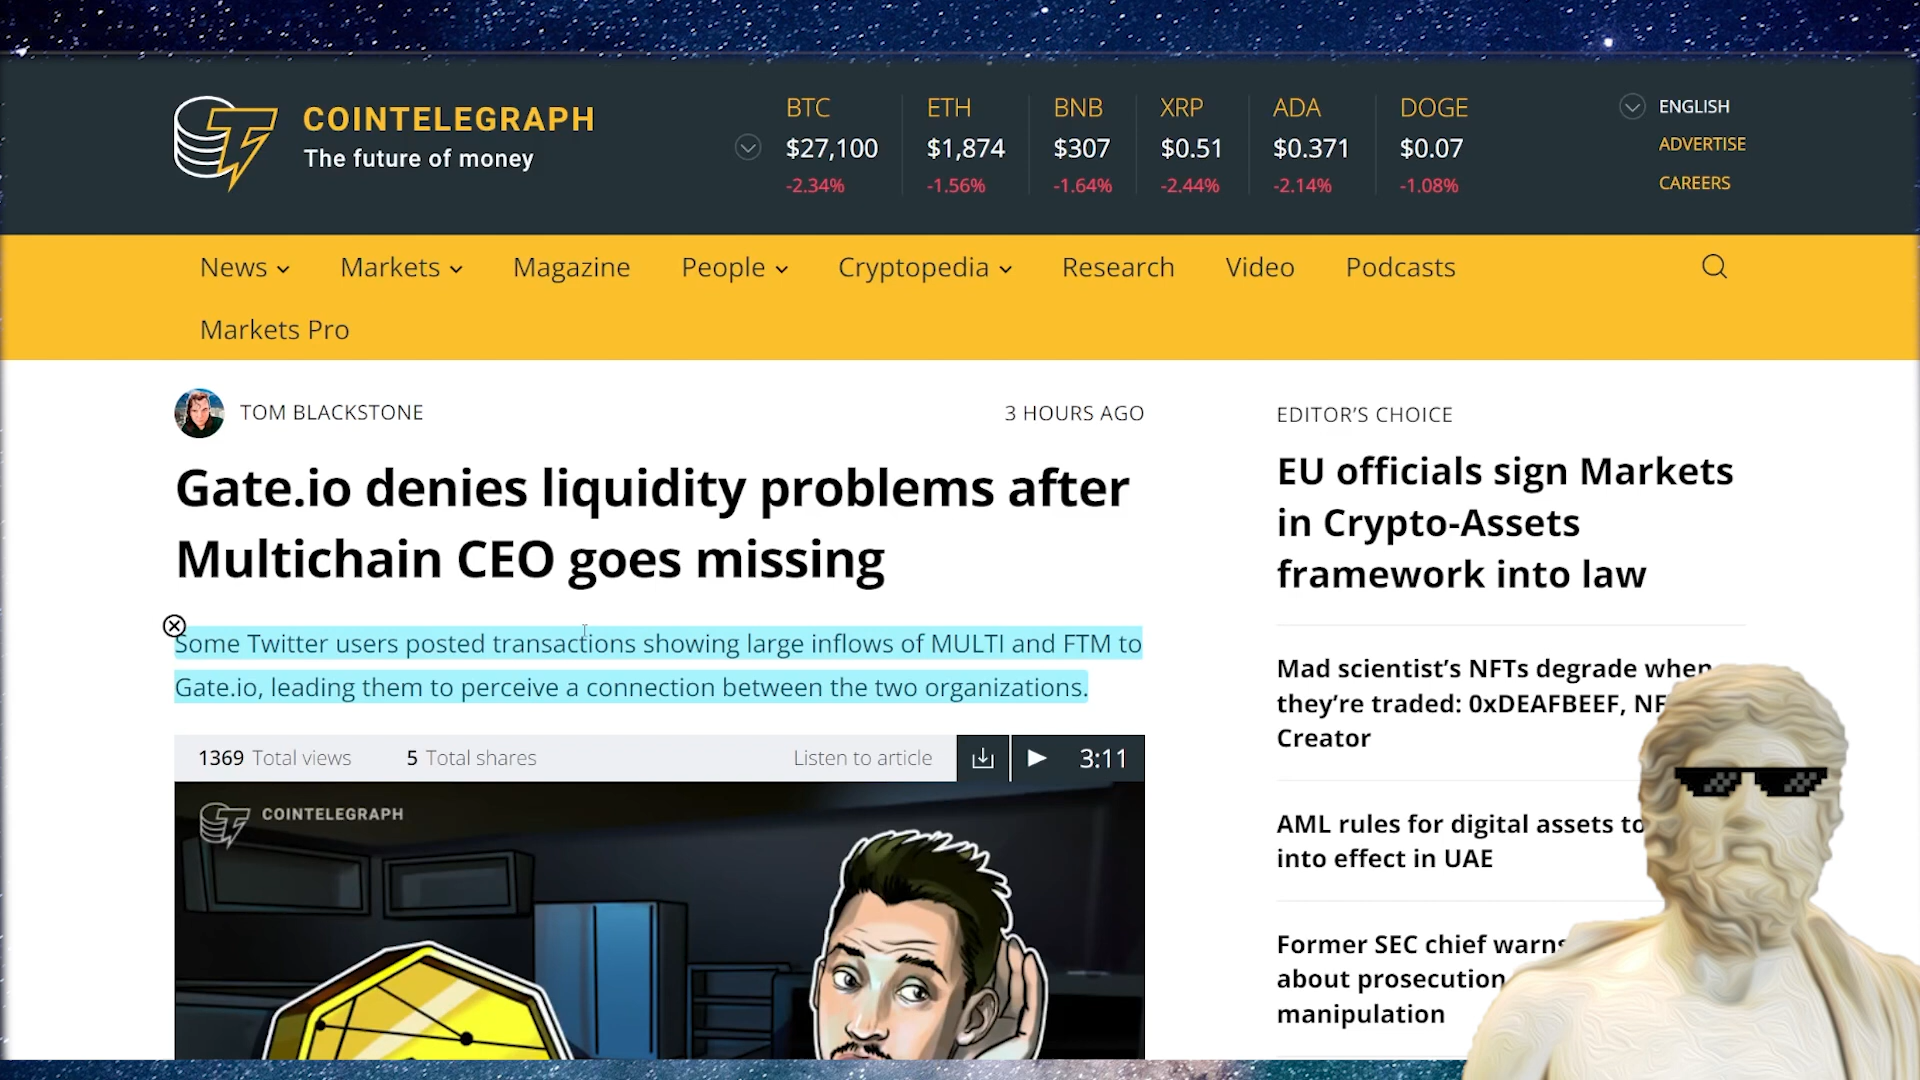 COINTELEGRAPH
The future of money
BTC
$27,100
-2.34%
ETH
$1,874
-1.56%
BNB
$307
-1.64%
XRP
$0.51
-2.44%
ADA
$0.371
-2.14%
DOGE
$0.07
-1.08%
ENGLISH
ADVERTISE
CAREERS
News
Markets
Magazine
People
Cryptopedia
Research
Video
Podcasts
Markets Pro
TOM BLACKSTONE
3 HOURS AGO
Gate.io denies liquidity problems after
Multichain CEO goes missing
Some Twitter users posted transactions showing large inflows of MULTI and FTM to
Gate.io, leading them to perceive a connection between the two organizations.
1369 Total views
5 Total shares
Listen to article
3:11
COINTELEGRAPH
EDITOR'S CHOICE
EU officials sign Markets
in Crypto-Assets
framework into law
Mad scientist's NFTs degrade when
they're traded: 0xDEAFBEEF,
Creator
AML rules for digital assets to
into effect in UAE
Former SEC chief warns
about prosecution
manipulation